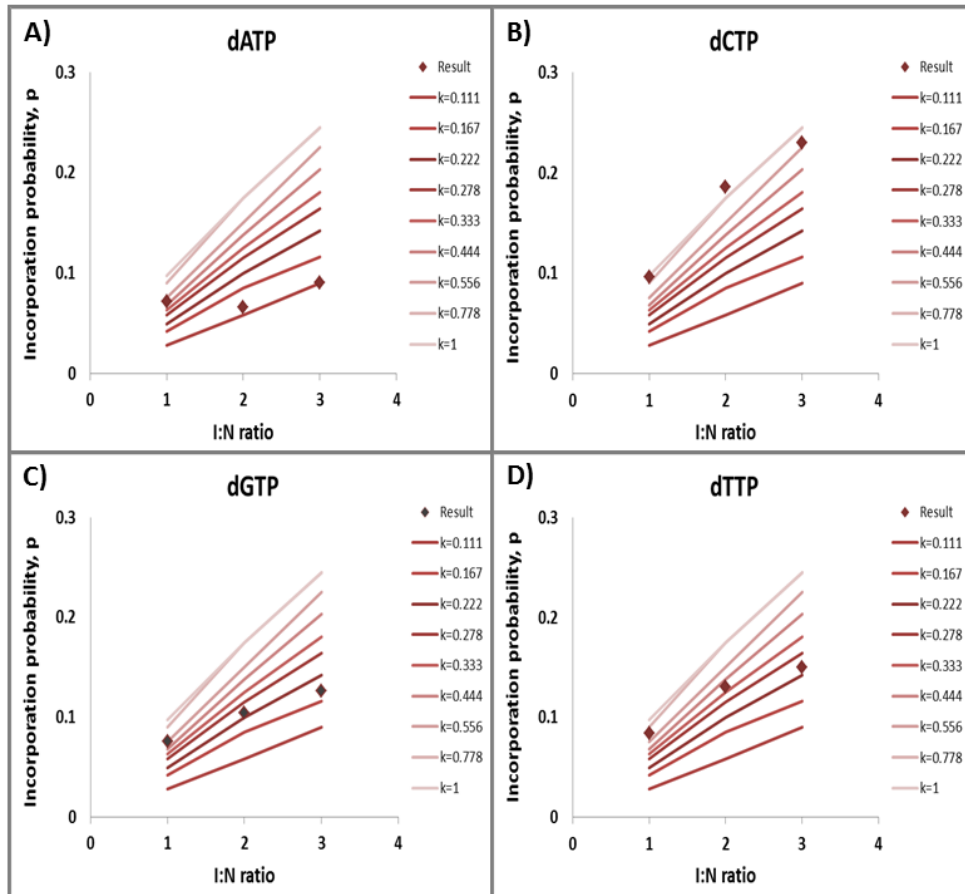 A)
dATP
Incorporation probability, p
0.3
0.2
0.1
0
0 1 2 3 4
I:N ratio
Result
k=0.111
k=0.167
k=0.222
k=0.278
k=0.333
k=0.444
k=0.556
k=0.778
k=1
B)
dCTP
Incorporation probability, p
0.3
0.2
0.1
0
0 1 2 3 4
I:N ratio
Result
k=0.111
k=0.167
k=0.222
k=0.278
k=0.333
k=0.444
k=0.556
k=0.778
k=1
C)
dGTP
Incorporation probability, p
0.3
0.2
0.1
0
0 1 2 3 4
I:N ratio
Result
k=0.111
k=0.167
k=0.222
k=0.278
k=0.333
k=0.444
k=0.556
k=0.778
k=1
D)
dTTP
Incorporation probability, p
0.3
0.2
0.1
0
0 1 2 3 4
I:N ratio
Result
k=0.111
k=0.167
k=0.222
k=0.278
k=0.333
k=0.444
k=0.556
k=0.778
k=1